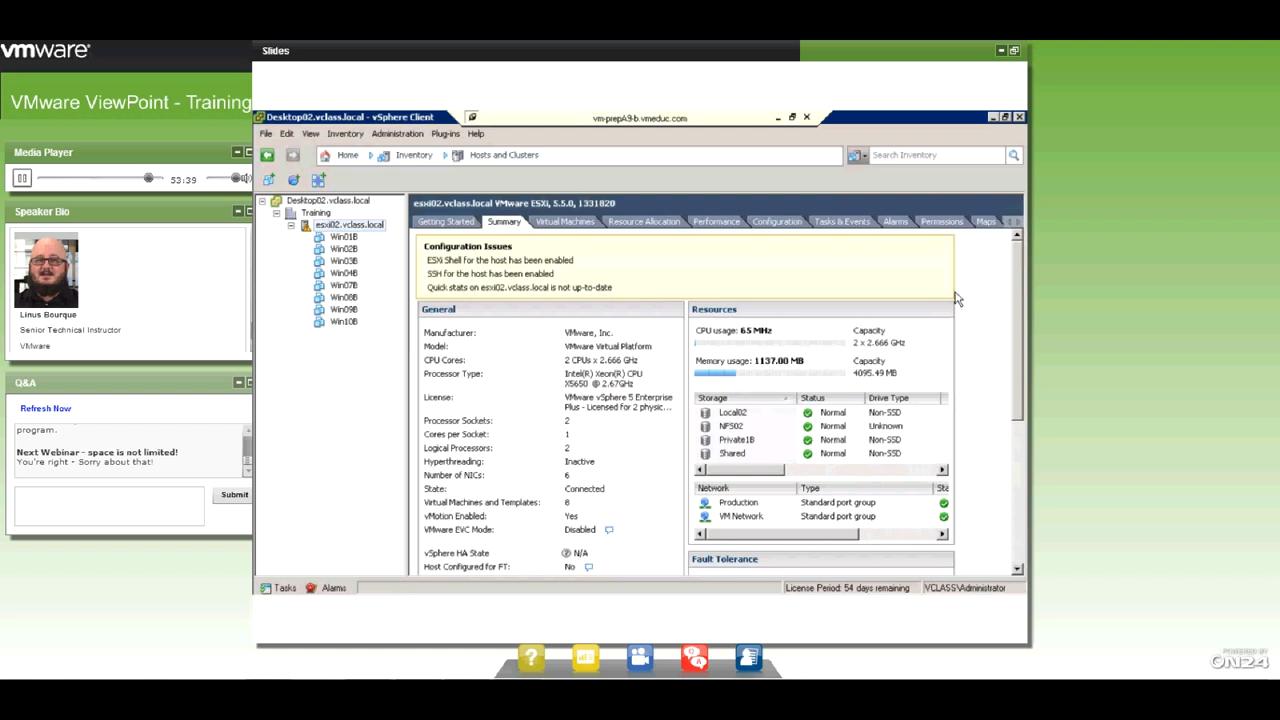 vmware
VMware ViewPoint - Training
Media Player
53:39
Speaker Bio
Linus Bourque
Senior Technical Instructor
VMware
Q&A
Refresh Now
program.
Next Webinar - space is not limited!
You're right - Sorry about that!
Submit
Slides
Desktop02.vclass.local - vSphere Client
vm-prepA9-b.vmeduc.com
File Edit View Inventory Administration Plug-ins Help
Home Inventory Hosts and Clusters
Search Inventory
Desktop02.vclass.local
Training
esxi02.vclass.local
Win01B
Win02B
Win03B
Win04B
Win07B
Win08B
Win09B
Win10B
esxi02.vclass.local VMware ESXi, 5.5.0, 1331820
Getting Started Summary Virtual Machines Resource Allocation Performance Configuration Tasks & Events Alarms Permissions Maps
Configuration Issues
ESXi Shell for the host has been enabled
SSH for the host has been enabled
Quick stats on esxi02.vclass.local is not up-to-date
General
Manufacturer: VMware, Inc.
Model: VMware Virtual Platform
CPU Cores: 2 CPUs x 2.666 GHz
Processor Type: Intel(R) Xeon(R) CPU
X5650 @ 2.67GHz
License: VMware vSphere 5 Enterprise
Plus - Licensed for 2 physic...
Processor Sockets: 2
Cores per Socket: 1
Logical Processors: 2
Hyperthreading: Inactive
Number of NICs: 6
State: Connected
Virtual Machines and Templates: 8
vMotion Enabled: Yes
VMware EVC Mode: Disabled
vSphere HA State N/A
Host Configured for FT: No
Resources
CPU usage: 65 MHz Capacity
2 x 2.666 GHz
Memory usage: 1137.00 MB Capacity
4095.49 MB
Storage Status Drive Type
Local02 Normal Non-SSD
NFS02 Normal Unknown
Private1B Normal Non-SSD
Shared Normal Non-SSD
Network Type Sta
Production Standard port group
VM Network Standard port group
Fault Tolerance
Tasks Alarms
License Period: 54 days remaining
VCLASS\Administrator
POWERED BY
ON24